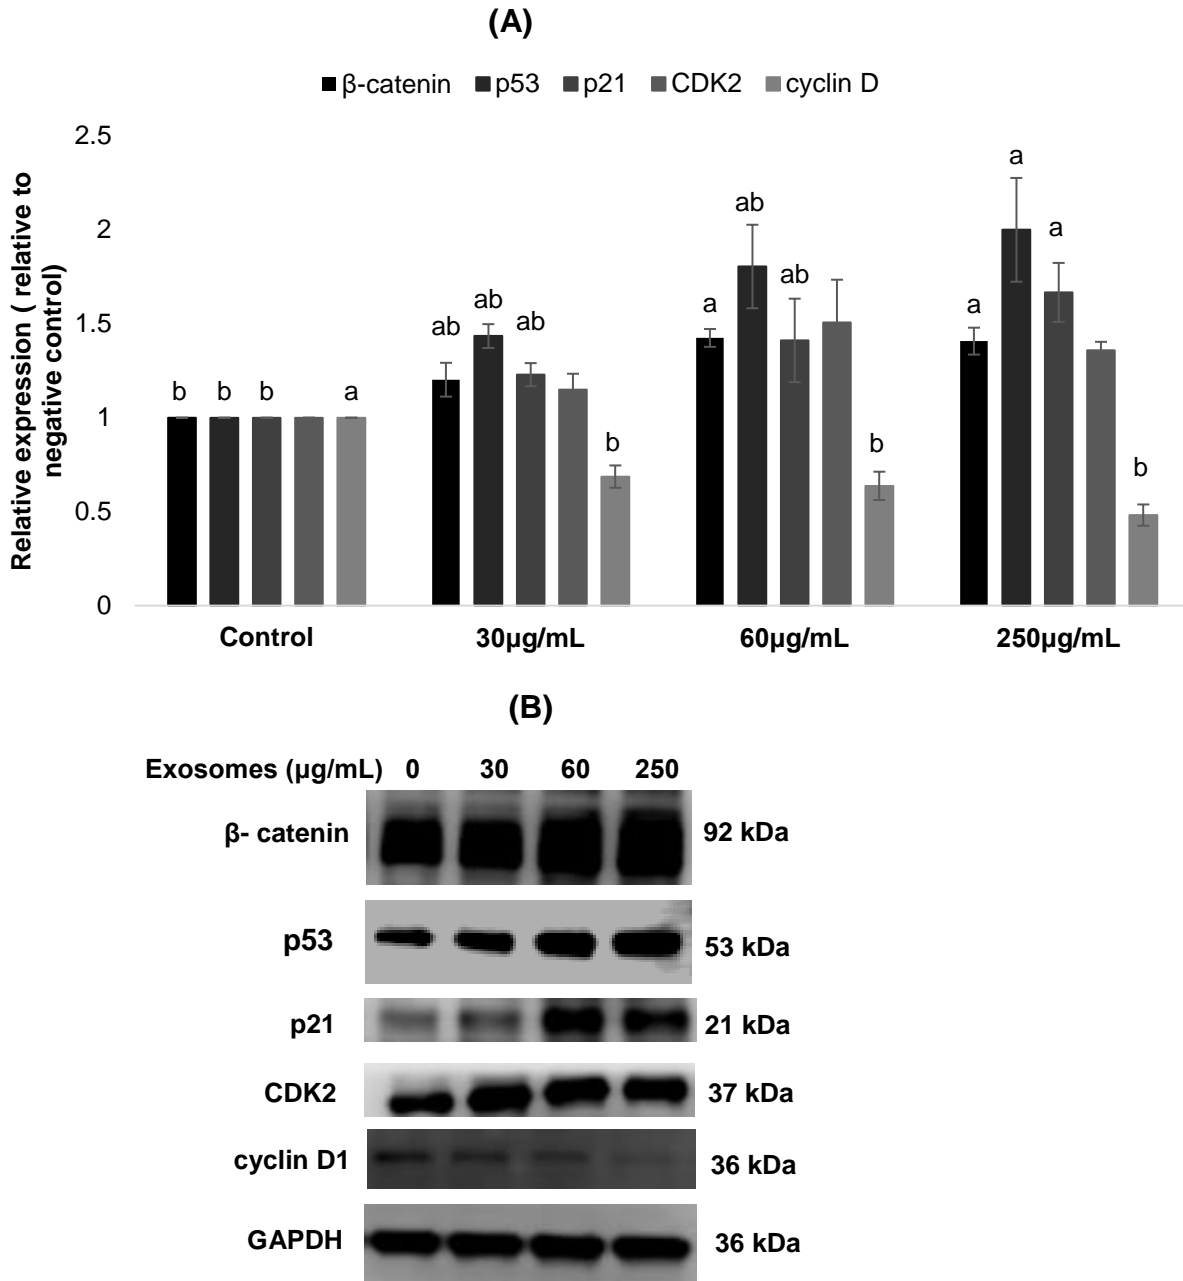 (A)
β-catenin p53 p21 CDK2 cyclin D
Relative expression ( relative to
negative control)
2.5
2
1.5
1
0.5
0
b b b a
ab ab ab b
a ab ab b
a a a b
Control 30µg/mL 60µg/mL 250µg/mL
(B)
Exosomes (µg/mL) 0 30 60 250
β- catenin 92 kDa
p53 53 kDa
p21 21 kDa
CDK2 37 kDa
cyclin D1 36 kDa
GAPDH 36 kDa